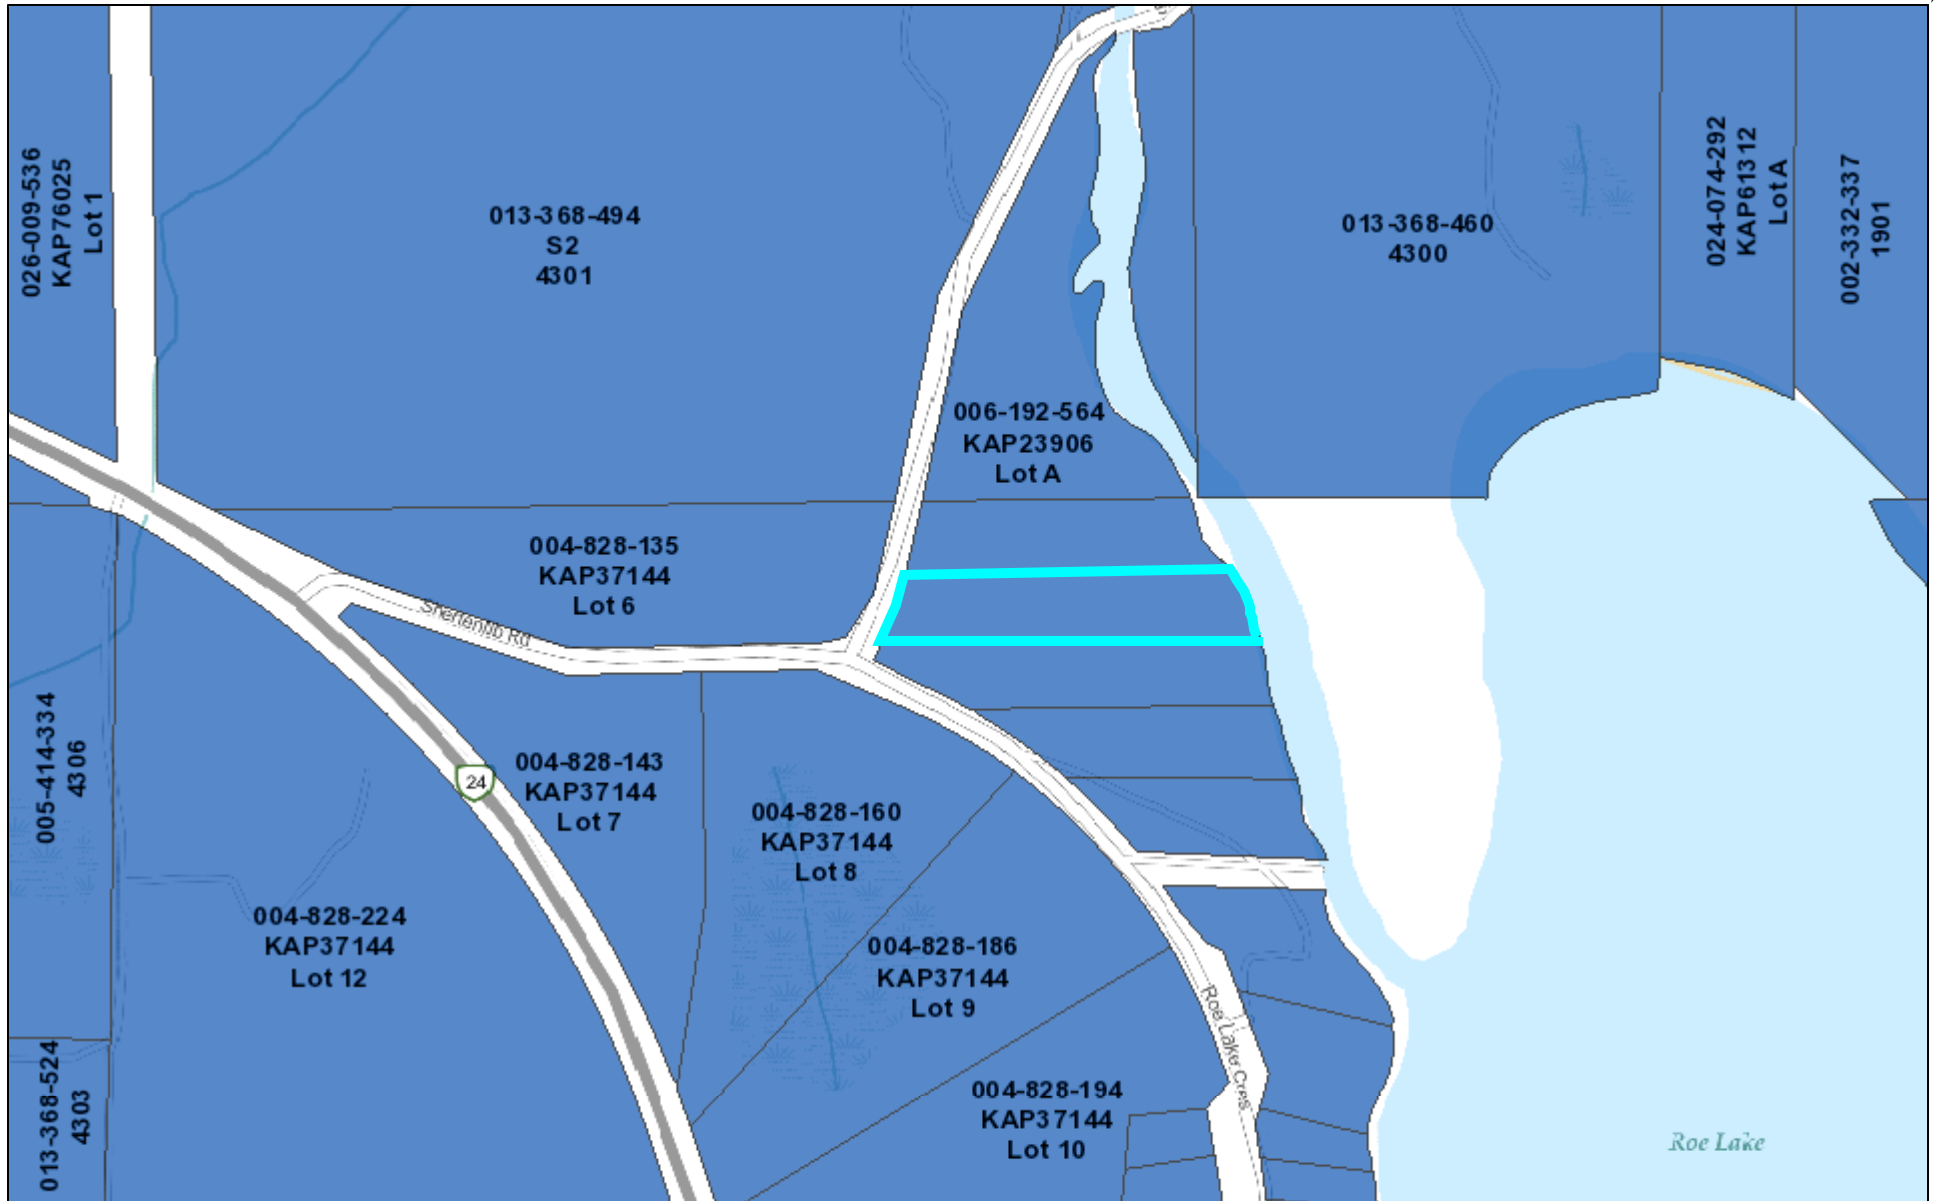 026-009-536
KAP76025
Lot 1
013-368-494
S2
4301
013-368-460
4300
024-074-292
KAP61312
Lot A
002-332-337
1901
006-192-564
KAP23906
Lot A
004-828-135
KAP37144
Lot 6
005-414-334
4306
24
004-828-143
KAP37144
Lot 7
004-828-160
KAP37144
Lot 8
004-828-224
KAP37144
Lot 12
004-828-186
KAP37144
Lot 9
Roe Lake Cres
013-368-524
4303
004-828-194
KAP37144
Lot 10
Roe Lake